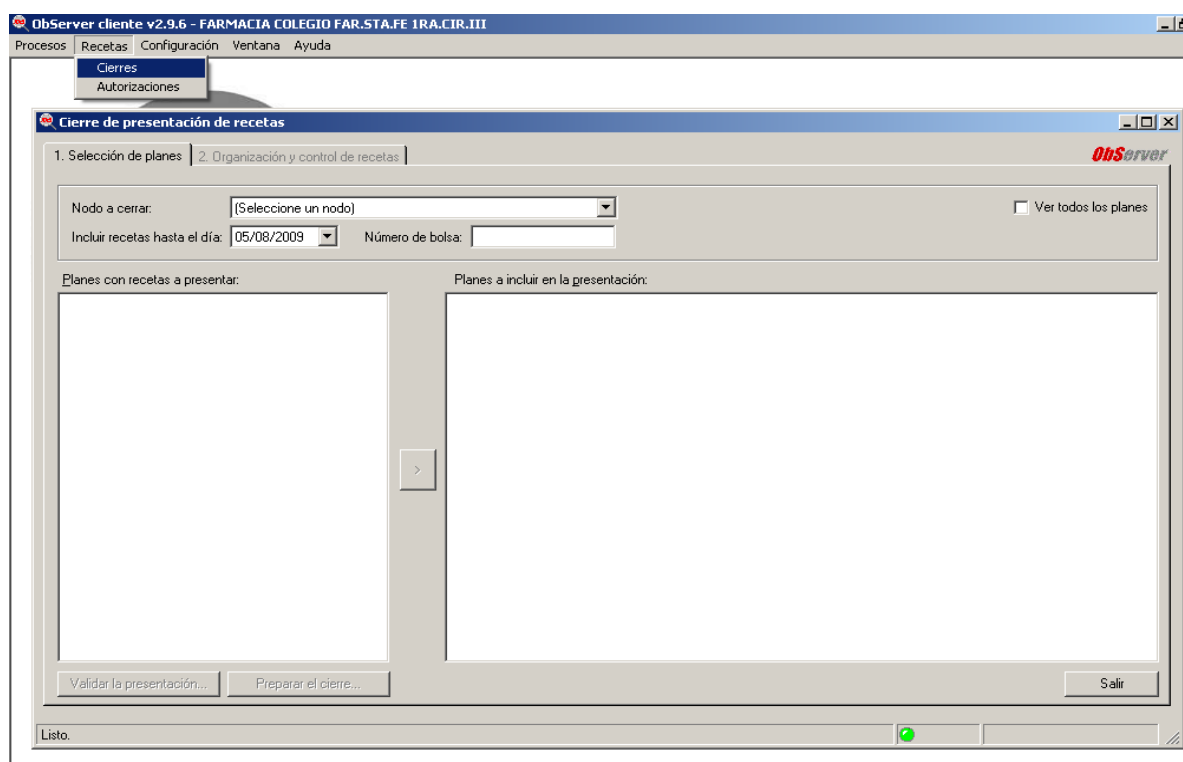 ObServer cliente v2.9.6 - FARMACIA COLEGIO FAR.STA.FE 1RA.CIR.III
Procesos Recetas Configuración Ventana Ayuda
Cierres
Autorizaciones
Cierre de presentación de recetas
1. Selección de planes 2. Organización y control de recetas ObServer
Nodo a cerrar: (Seleccione un nodo) Ver todos los planes
Incluir recetas hasta el día: 05/08/2009 Número de bolsa:
Planes con recetas a presentar: Planes a incluir en la presentación:
>
Validar la presentación... Preparar el cierre... Salir
Listo.